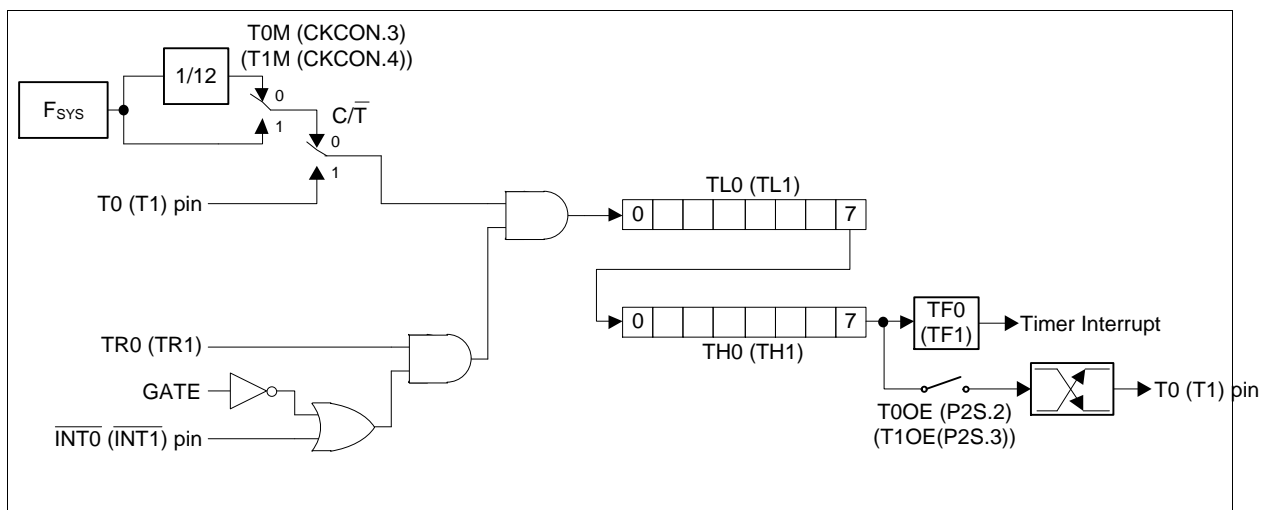 T0M (CKCON.3)
(T1M (CKCON.4))
1/12
FSYS
0
1
C/T̅
0
1
T0 (T1) pin
TL0 (TL1)
0
7
0
7
TH0 (TH1)
TF0
(TF1)
Timer Interrupt
TR0 (TR1)
GATE
I̅N̅T̅0̅ (I̅N̅T̅1̅) pin
T0OE (P2S.2)
(T1OE(P2S.3))
T0 (T1) pin